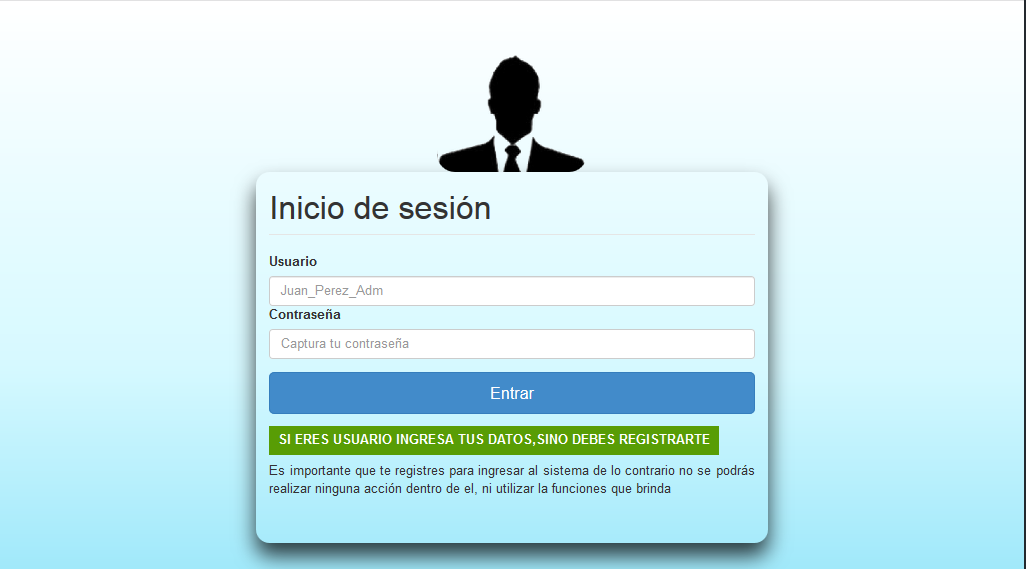 Inicio de sesión
Usuario
Juan_Perez_Adm
Contraseña
Captura tu contraseña
Entrar
SI ERES USUARIO INGRESA TUS DATOS,SINO DEBES REGISTRARTE
Es importante que te registres para ingresar al sistema de lo contrario no se podrás
realizar ninguna acción dentro de el, ni utilizar la funciones que brinda